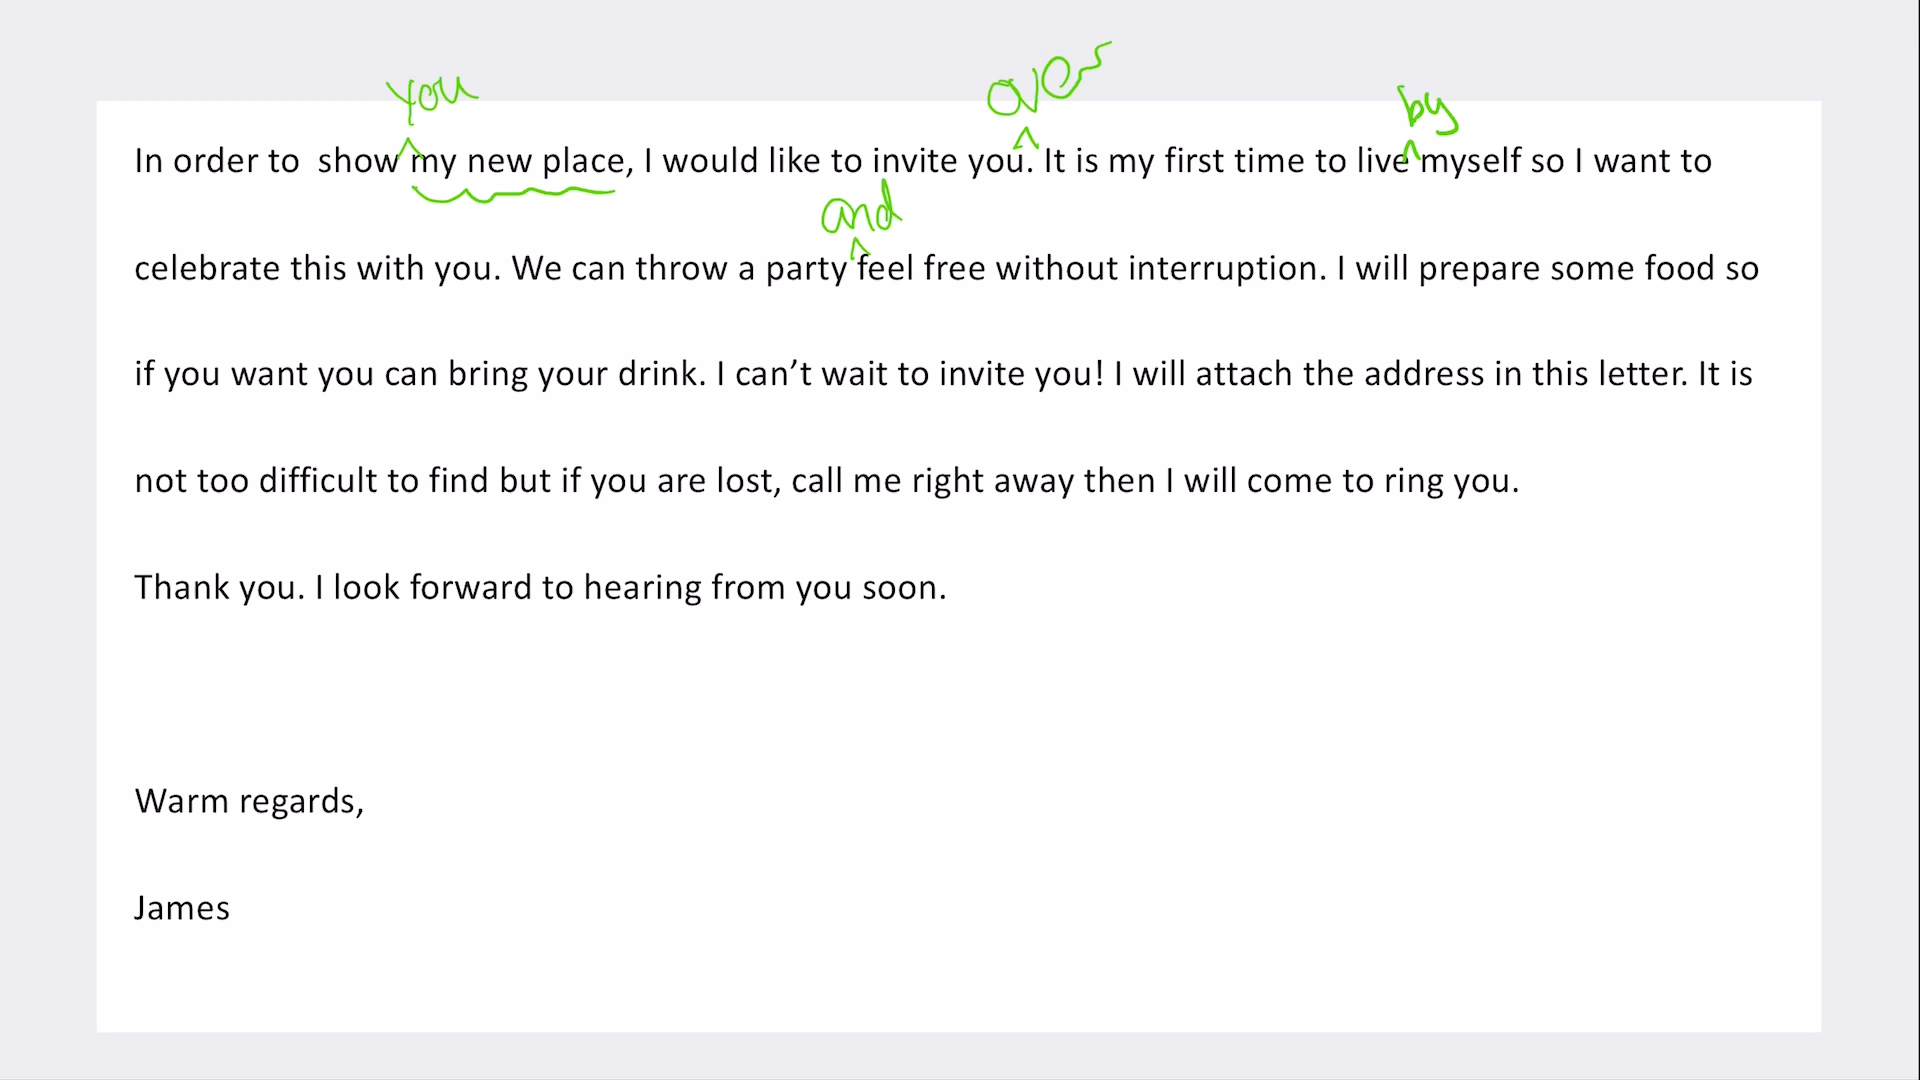 you over by
In order to show my new place, I would like to invite you. It is my first time to live myself so I want to
and
celebrate this with you. We can throw a party feel free without interruption. I will prepare some food so
if you want you can bring your drink. I can’t wait to invite you! I will attach the address in this letter. It is
not too difficult to find but if you are lost, call me right away then I will come to ring you.
Thank you. I look forward to hearing from you soon.
Warm regards,
James